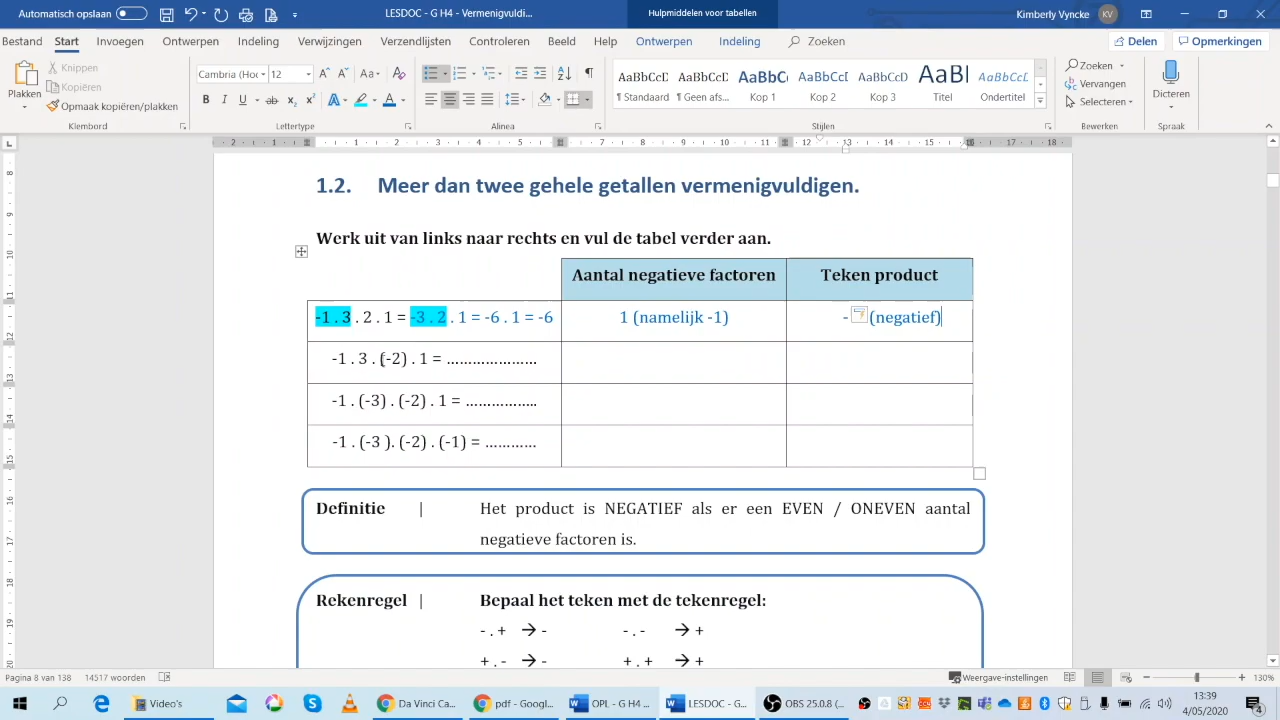 Automatisch opslaan
LESDOC - G H4 - Vermenigvuldi...
Hulpmiddelen voor tabellen
Kimberly Vyncke KV
Bestand Start Invoegen Ontwerpen Indeling Verwijzingen Verzendlijsten Controleren Beeld Help Ontwerpen Indeling Zoeken Delen Opmerkingen
Plakken
Knippen
Kopiëren
Opmaak kopiëren/plakken
Klembord
Cambria (Hoc 12
Lettertype
Alinea
AaBbCcDc AaBbCcDc AaBbC AaBbCcD AaBbCcDc AaBl AaBbCcDc
¶ Standaard ¶ Geen afs... Kop 1 Kop 2 Kop 3 Titel Ondertitel
Stijlen
Zoeken
Selecteren
Bewerken
Dicteren
Spraak
1.2. Meer dan twee gehele getallen vermenigvuldigen.
Werk uit van links naar rechts en vul de tabel verder aan.
Aantal negatieve factoren Teken product
-1 . 3 . 2 . 1 = -3 . 2 . 1 = -6 . 1 = -6 1 (namelijk -1) - (negatief)
-1 . 3 . (-2) . 1 = …………………
-1 . (-3) . (-2) . 1 = ……………..
-1 . (-3 ). (-2) . (-1) = …………
Definitie | Het product is NEGATIEF als er een EVEN / ONEVEN aantal
negatieve factoren is.
Rekenregel | Bepaal het teken met de tekenregel:
- . + → - - . - → +
+ . - → - + . + → +
Pagina 8 van 138 14517 woorden Weergave-instellingen 130%
Video's Da Vinci Ca... pdf - Googl... OPL - G H4 ... LESDOC - G... OBS 25.0.8 (... 13:39
4/05/2020